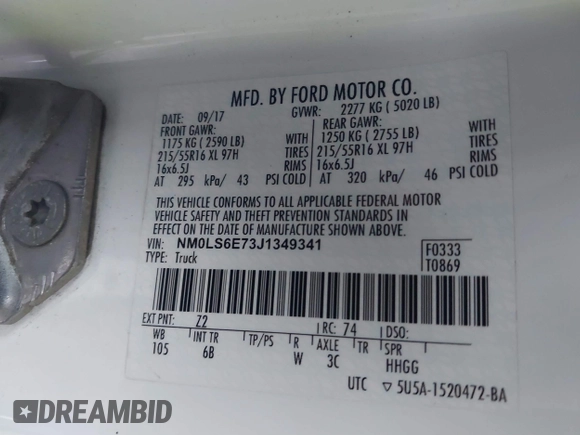 MFD. BY FORD MOTOR CO.
DATE: 09/17 GVWR: 2277 KG ( 5020 LB)
FRONT GAWR: REAR GAWR:
1175 KG ( 2590 LB) 1250 KG ( 2755 LB)
215/55R16 XL 97H TIRES 215/55R16 XL 97H TIRES
16x6.5J RIMS 16x6.5J RIMS
AT 295 kPa/ 43 PSI COLD AT 320 kPa/ 46 PSI COLD
THIS VEHICLE CONFORMS TO ALL APPLICABLE FEDERAL MOTOR
VEHICLE SAFETY AND THEFT PREVENTION STANDARDS IN
EFFECT ON THE DATE OF MANUFACTURE SHOWN ABOVE.
VIN: NM0LS6E73J1349341 F0333
TYPE: Truck T0869
EXT PNT: Z2 RC: 74 DSO:
WB INT TR TP/PS R AXLE TR SPR
105 6B W 3C HHGG
UTC ▽ 5U5A-1520472-BA
DREAMBID